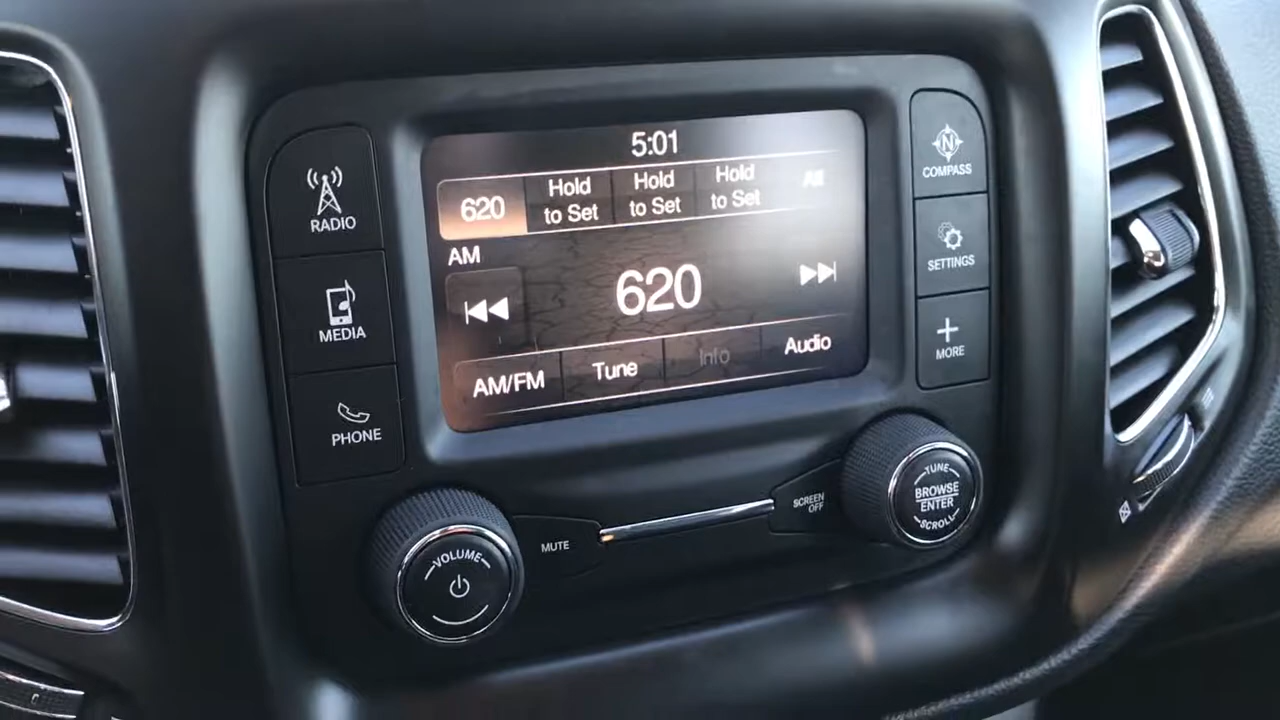 5:01
620
Hold
to Set
Hold
to Set
Hold
to Set
All
AM
620
AM/FM
Tune
Info
Audio
RADIO
MEDIA
PHONE
N
COMPASS
SETTINGS
MORE
VOLUME
MUTE
SCREEN
OFF
TUNE
BROWSE
ENTER
SCROLL